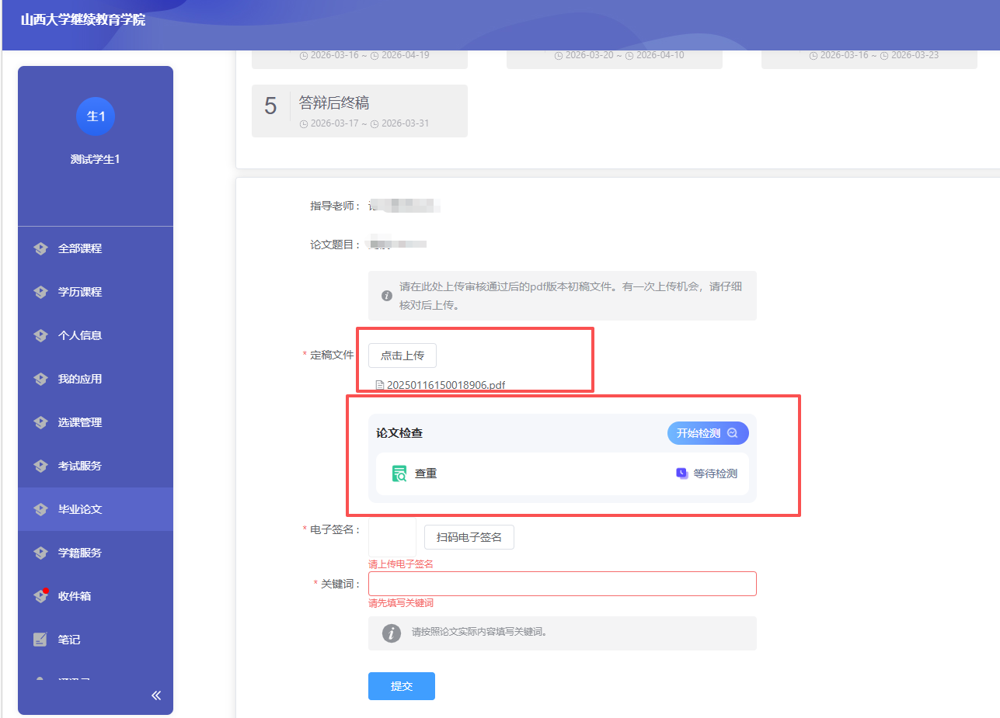 山西大学继续教育学院
生1
测试学生1
全部课程
学历课程
个人信息
我的应用
选课管理
考试服务
毕业论文
学籍服务
收件箱
笔记
2026-03-16 ~ 2026-04-19
2026-03-20 ~ 2026-04-10
2026-03-16 ~ 2026-03-23
5 答辩后终稿
2026-03-17 ~ 2026-03-31
指导老师：
论文题目：
请在此处上传审核通过后的pdf版本初稿文件。有一次上传机会，请仔细
核对后上传。
* 定稿文件 点击上传
20250116150018906.pdf
论文检查 开始检测
查重 等待检测
* 电子签名： 扫码电子签名
请上传电子签名
* 关键词：
请先填写关键词
请按照论文实际内容填写关键词。
提交